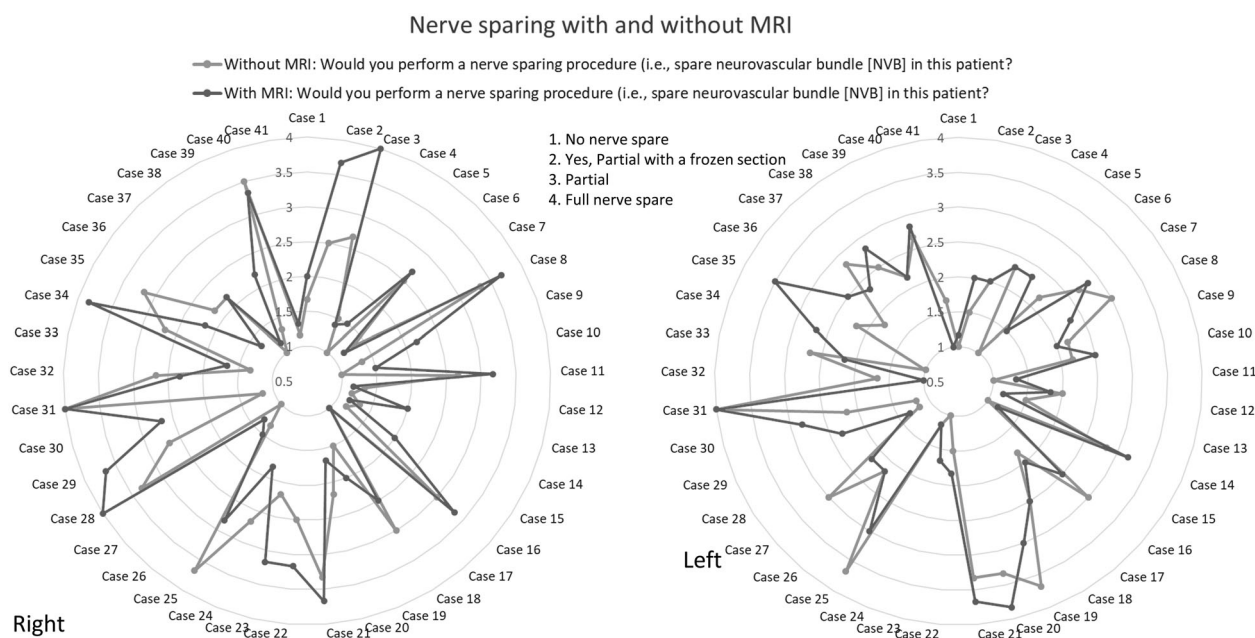 Nerve sparing with and without MRI
Without MRI: Would you perform a nerve sparing procedure (i.e., spare neurovascular bundle [NVB] in this patient?
With MRI: Would you perform a nerve sparing procedure (i.e., spare neurovascular bundle [NVB] in this patient?
1. No nerve spare
2. Yes, Partial with a frozen section
3. Partial
4. Full nerve spare
Case 1
Case 2
Case 3
Case 4
Case 5
Case 6
Case 7
Case 8
Case 9
Case 10
Case 11
Case 12
Case 13
Case 14
Case 15
Case 16
Case 17
Case 18
Case 19
Case 20
Case 21
Case 22
Case 23
Case 24
Case 25
Case 26
Case 27
Case 28
Case 29
Case 30
Case 31
Case 32
Case 33
Case 34
Case 35
Case 36
Case 37
Case 38
Case 39
Case 40
Case 41
4
3.5
3
2.5
2
1.5
1
0.5
Right
Case 1
Case 2
Case 3
Case 4
Case 5
Case 6
Case 7
Case 8
Case 9
Case 10
Case 11
Case 12
Case 13
Case 14
Case 15
Case 16
Case 17
Case 18
Case 19
Case 20
Case 21
Case 22
Case 23
Case 24
Case 25
Case 26
Case 27
Case 28
Case 29
Case 30
Case 31
Case 32
Case 33
Case 34
Case 35
Case 36
Case 37
Case 38
Case 39
Case 40
Case 41
4
3.5
3
2.5
2
1.5
1
0.5
Left